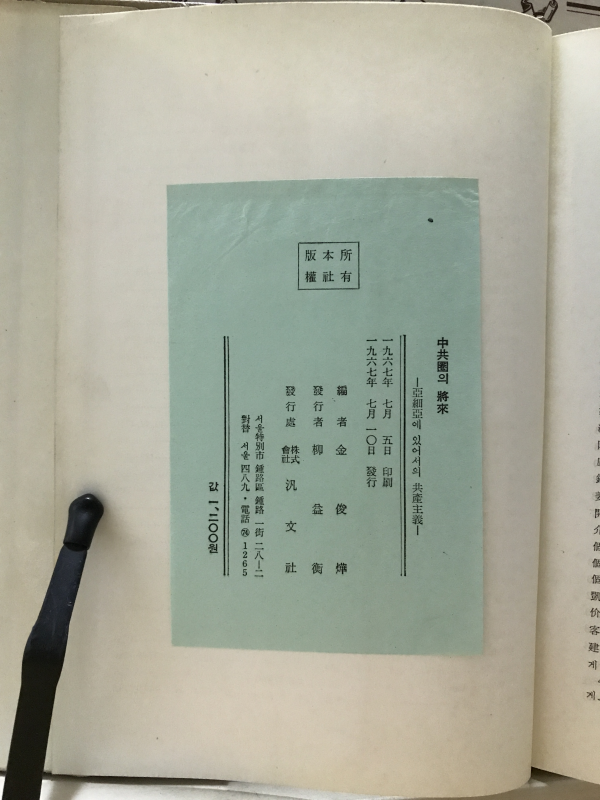 中共圈의 將來
—亞細亞에 있어서의 共產主義—
一九六七年 七月 五日 印刷
一九六七年 七月 一〇日 發行
編者 金俊燁
發行者 柳益衡
發行處 株式會社 汎文社
서울特別市 鍾路區 鍾路 一街 二八—二
對替 서울 四八九・電話 ㉔ 1265
값 一、二〇〇원
所有
本社
版權